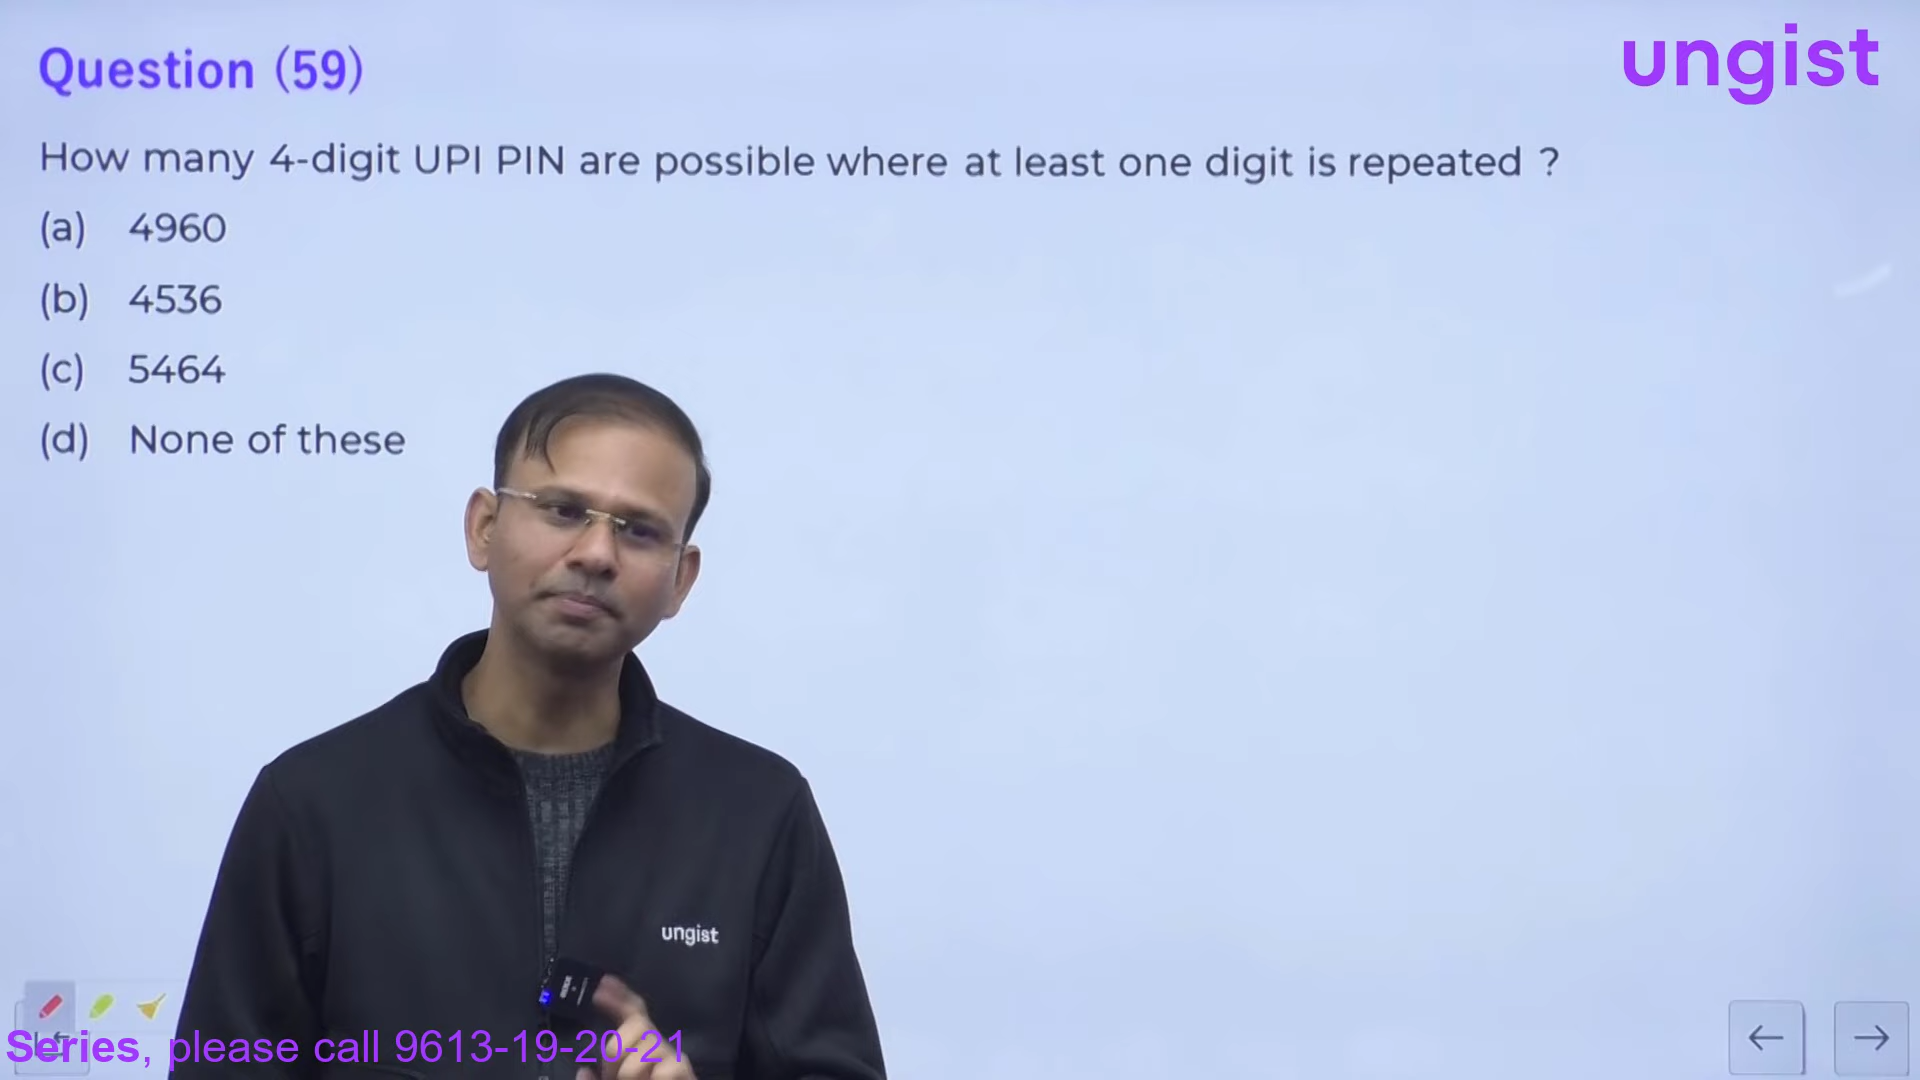 Question (59)
ungist
How many 4-digit UPI PIN are possible where at least one digit is repeated ?
(a) 4960
(b) 4536
(c) 5464
(d) None of these
ungist
Series, please call 9613-19-20-21